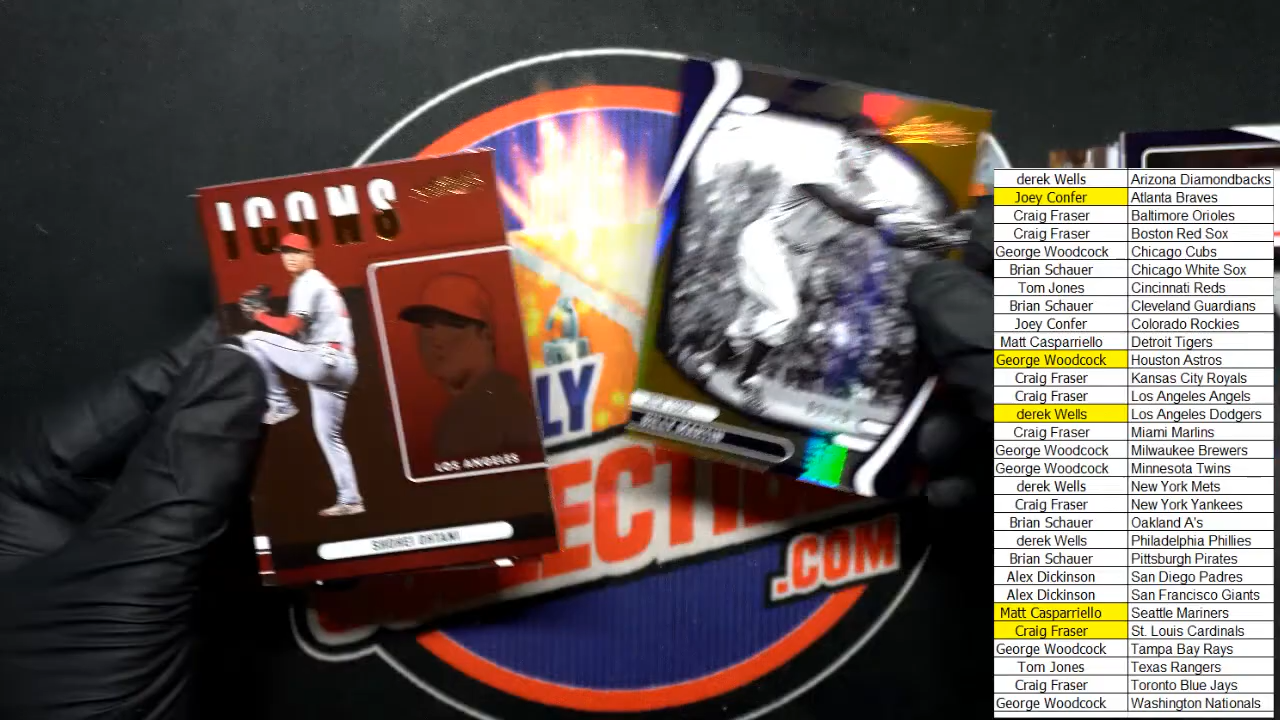 ICONS
LOS ANGELES
SHOHEI OHTANI
LY
LECTI
.COM
derek Wells Arizona Diamondbacks
Joey Confer Atlanta Braves
Craig Fraser Baltimore Orioles
Craig Fraser Boston Red Sox
George Woodcock Chicago Cubs
Brian Schauer Chicago White Sox
Tom Jones Cincinnati Reds
Brian Schauer Cleveland Guardians
Joey Confer Colorado Rockies
Matt Casparriello Detroit Tigers
George Woodcock Houston Astros
Craig Fraser Kansas City Royals
Craig Fraser Los Angeles Angels
derek Wells Los Angeles Dodgers
Craig Fraser Miami Marlins
George Woodcock Milwaukee Brewers
George Woodcock Minnesota Twins
derek Wells New York Mets
Craig Fraser New York Yankees
Brian Schauer Oakland A's
derek Wells Philadelphia Phillies
Brian Schauer Pittsburgh Pirates
Alex Dickinson San Diego Padres
Alex Dickinson San Francisco Giants
Matt Casparriello Seattle Mariners
Craig Fraser St. Louis Cardinals
George Woodcock Tampa Bay Rays
Tom Jones Texas Rangers
Craig Fraser Toronto Blue Jays
George Woodcock Washington Nationals